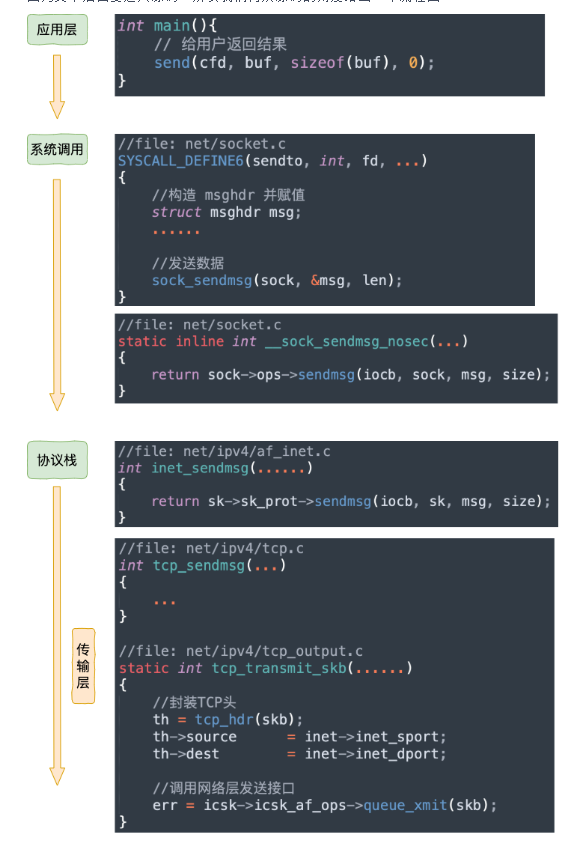 应用层
int main(){
// 给用户返回结果
send(cfd, buf, sizeof(buf), 0);
}
系统调用
//file: net/socket.c
SYSCALL_DEFINE6(sendto, int, fd, ...)
{
//构造 msghdr 并赋值
struct msghdr msg;
......
//发送数据
sock_sendmsg(sock, &msg, len);
}
//file: net/socket.c
static inline int __sock_sendmsg_nosec(...)
{
return sock->ops->sendmsg(iocb, sock, msg, size);
}
协议栈
//file: net/ipv4/af_inet.c
int inet_sendmsg(......)
{
return sk->sk_prot->sendmsg(iocb, sk, msg, size);
}
//file: net/ipv4/tcp.c
int tcp_sendmsg(...)
{
...
}
传输层
//file: net/ipv4/tcp_output.c
static int tcp_transmit_skb(......)
{
//封装TCP头
th = tcp_hdr(skb);
th->source = inet->inet_sport;
th->dest = inet->inet_dport;
//调用网络层发送接口
err = icsk->icsk_af_ops->queue_xmit(skb);
}